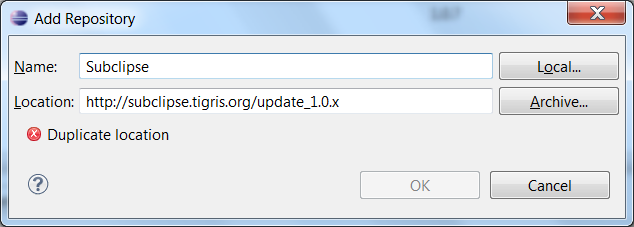 Add Repository
Name: Subclipse Local...
Location: http://subclipse.tigris.org/update_1.0.x Archive...
Duplicate location
OK Cancel